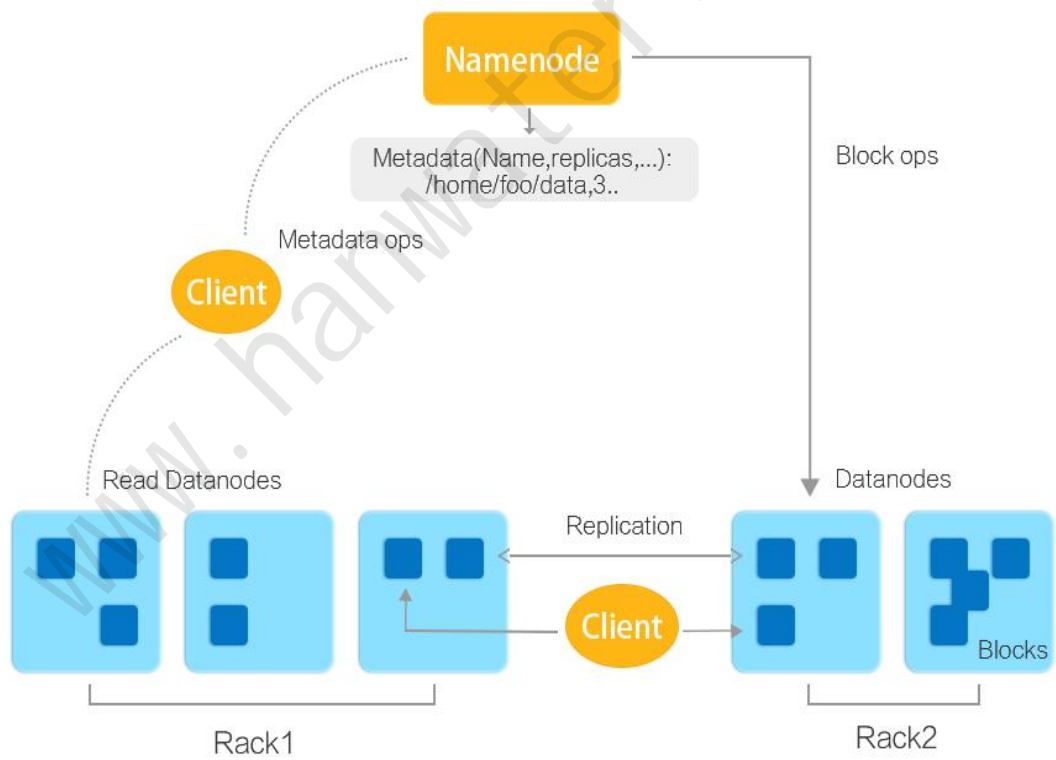 Namenode
Metadata(Name,replicas,...):
/home/foo/data,3..
Block ops
Metadata ops
Client
Read Datanodes
Datanodes
Replication
Client
Blocks
Rack1
Rack2